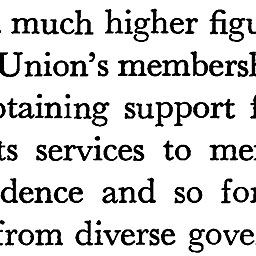 much higher figu
Union's membersh
otaining support f
ts services to me
dence and so for
from diverse gove